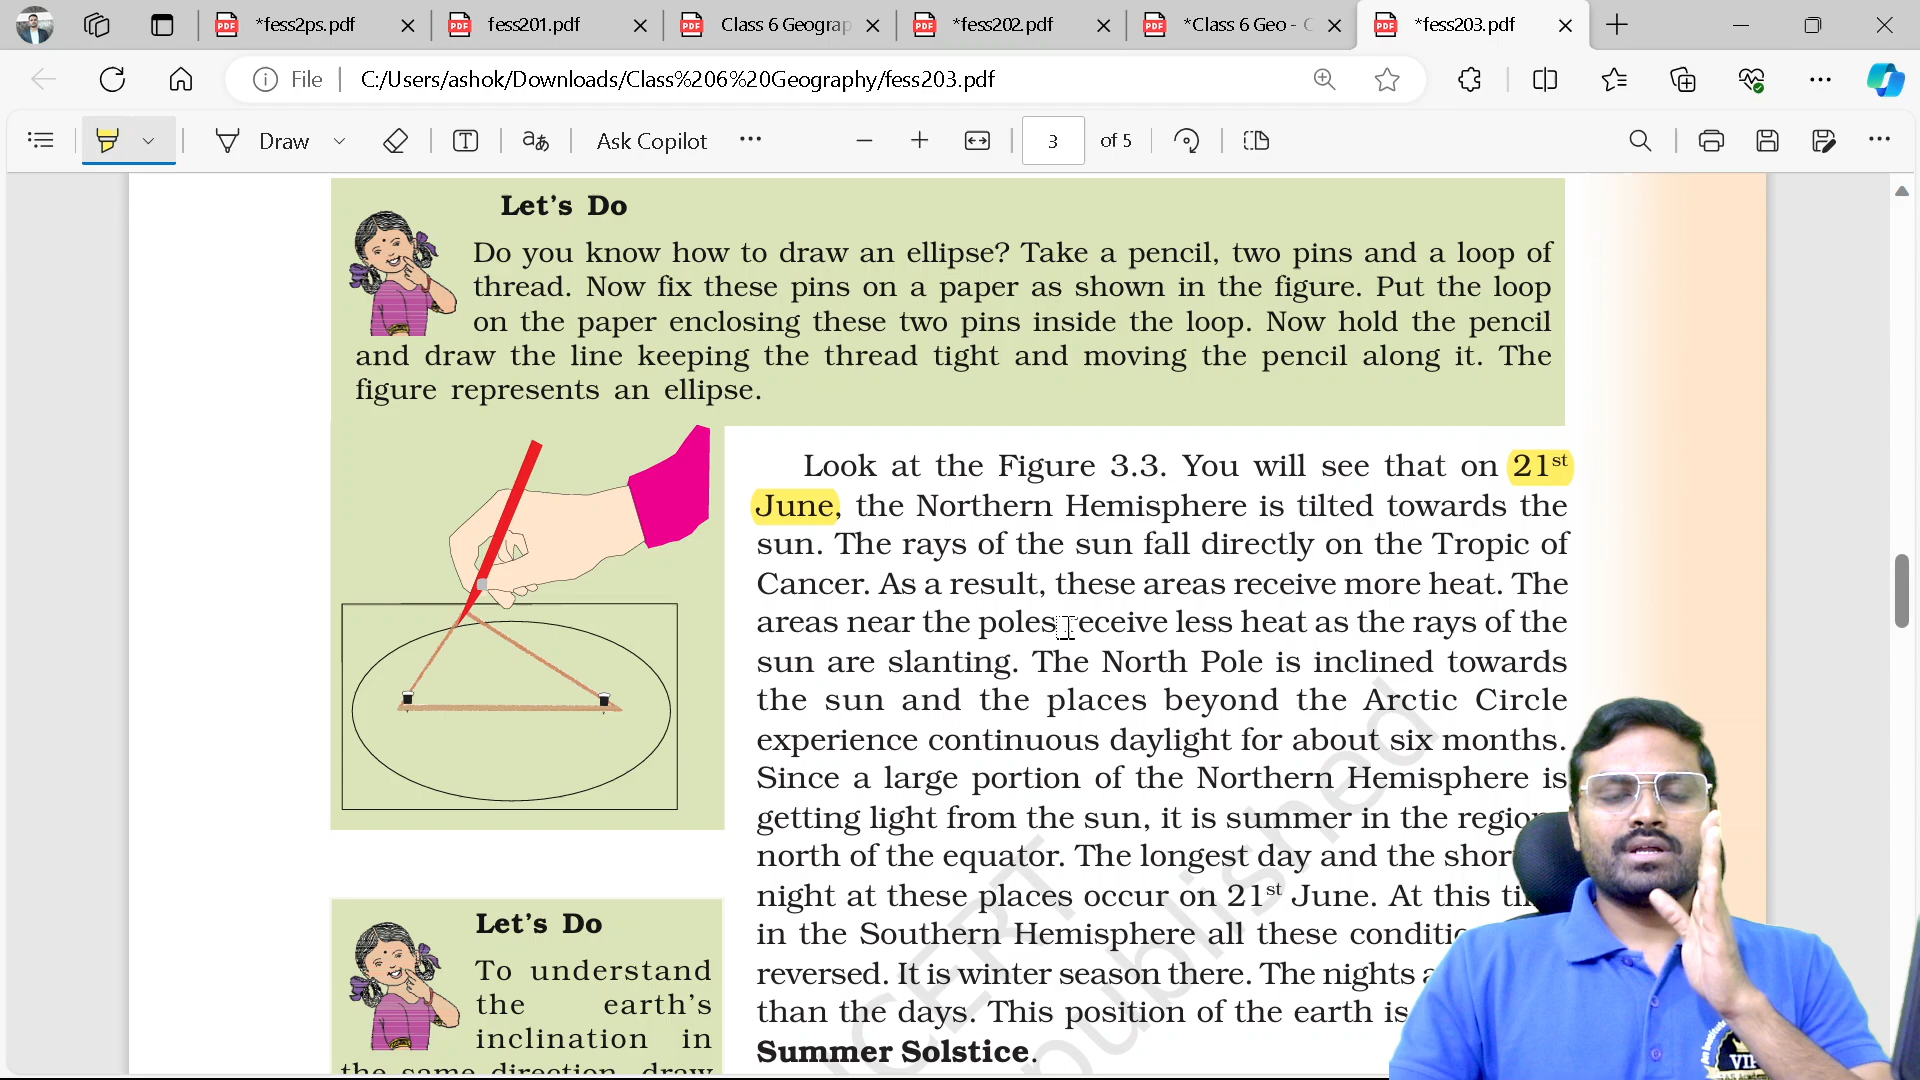 *fess2ps.pdf
fess201.pdf
Class 6 Geograp
*fess202.pdf
*Class 6 Geo - C
*fess203.pdf
File
C:/Users/ashok/Downloads/Class%206%20Geography/fess203.pdf
Draw
aあ
Ask Copilot
3
of 5
Let's Do
Do you know how to draw an ellipse? Take a pencil, two pins and a loop of
thread. Now fix these pins on a paper as shown in the figure. Put the loop
on the paper enclosing these two pins inside the loop. Now hold the pencil
and draw the line keeping the thread tight and moving the pencil along it. The
figure represents an ellipse.
Look at the Figure 3.3. You will see that on 21st
June, the Northern Hemisphere is tilted towards the
sun. The rays of the sun fall directly on the Tropic of
Cancer. As a result, these areas receive more heat. The
areas near the poles receive less heat as the rays of the
sun are slanting. The North Pole is inclined towards
the sun and the places beyond the Arctic Circle
experience continuous daylight for about six months.
Since a large portion of the Northern Hemisphere is
getting light from the sun, it is summer in the region
north of the equator. The longest day and the shor
night at these places occur on 21st June. At this ti
in the Southern Hemisphere all these conditio
reversed. It is winter season there. The nights a
than the days. This position of the earth is
Summer Solstice.
Let's Do
To understand
the earth's
inclination in
the same direction, draw
NCERT
published
VI